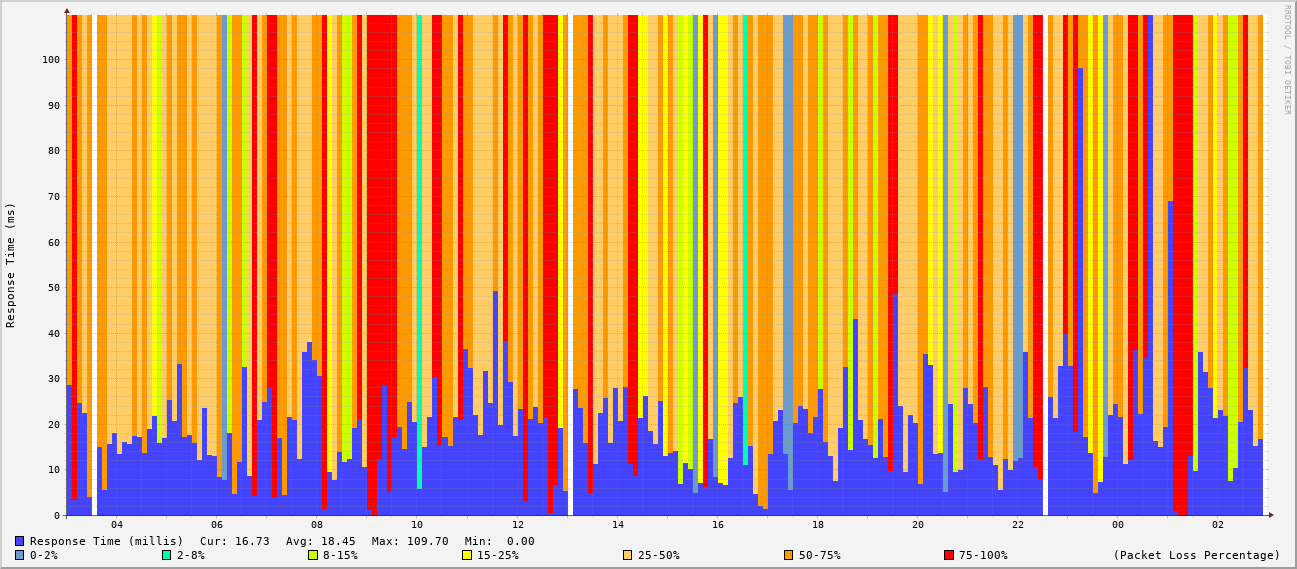 RRDTOOL / TOBI OETIKER
Response Time (ms)
100
90
80
70
60
50
40
30
20
10
0
04 06 08 10 12 14 16 18 20 22 00 02
Response Time (millis) Cur: 16.73 Avg: 18.45 Max: 109.70 Min: 0.00
0-2% 2-8% 8-15% 15-25% 25-50% 50-75% 75-100% (Packet Loss Percentage)